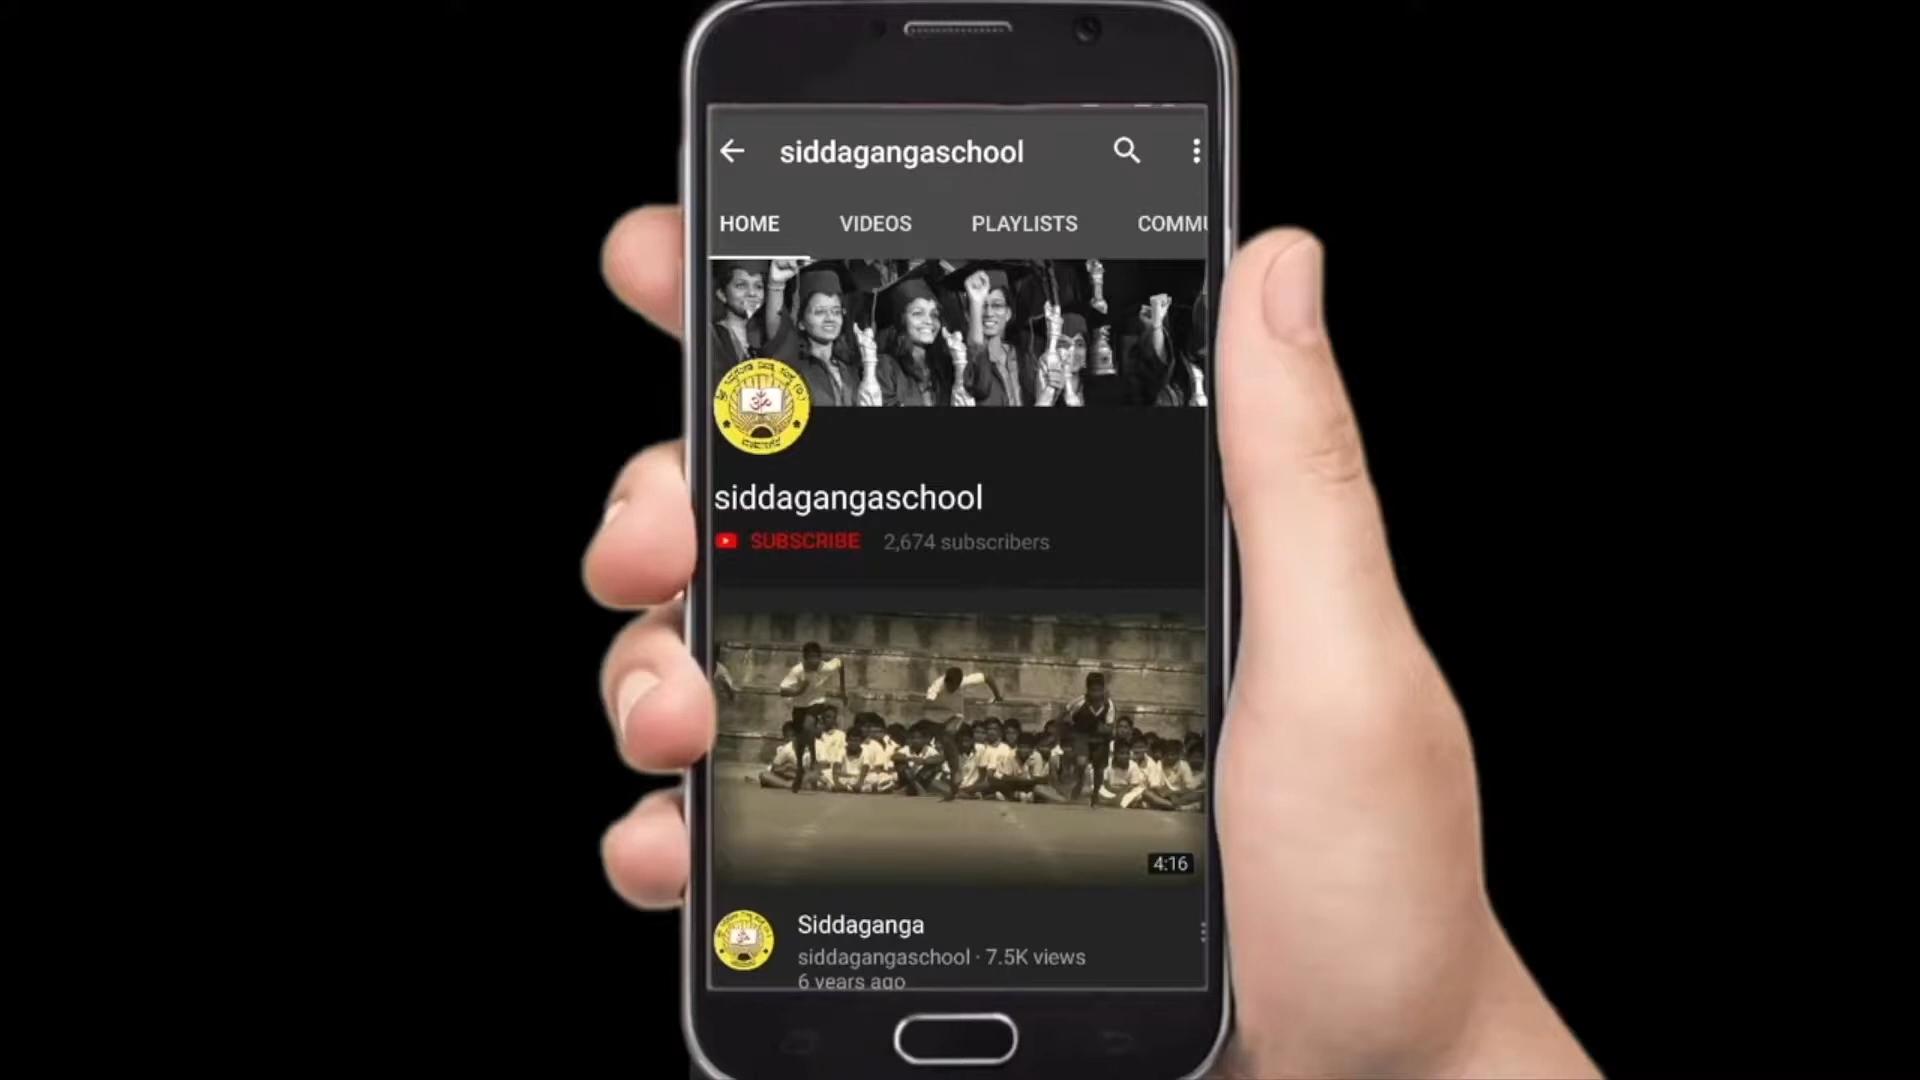 siddagangaschool
HOME VIDEOS PLAYLISTS COMMU
siddagangaschool
SUBSCRIBE 2,674 subscribers
4:16
Siddaganga
siddagangaschool · 7.5K views
6 years ago